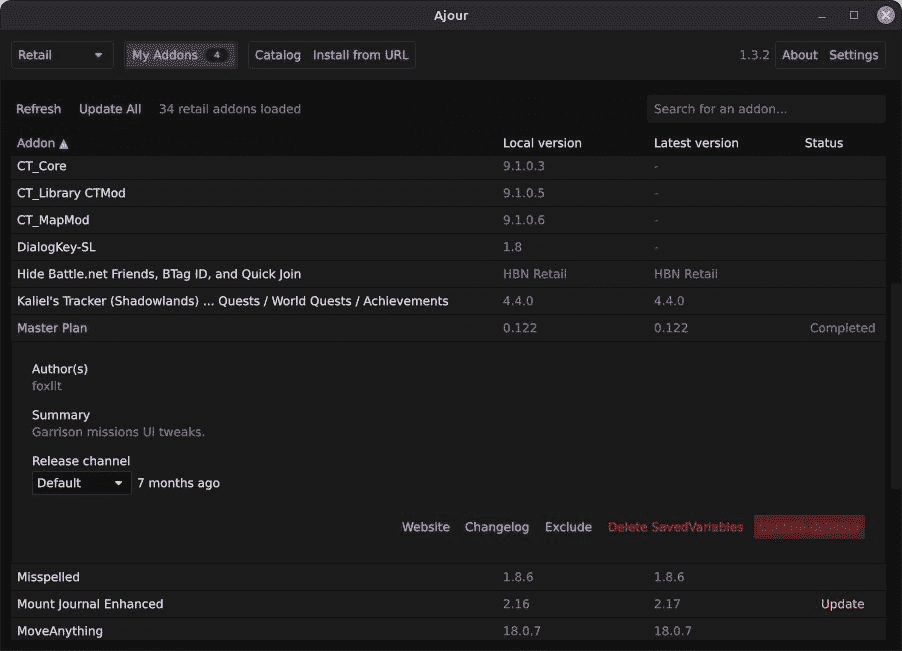 Ajour
Retail My Addons 4 Catalog Install from URL 1.3.2 About Settings
Refresh Update All 34 retail addons loaded Search for an addon...
Addon ▲ Local version Latest version Status
CT_Core 9.1.0.3 -
CT_Library CTMod 9.1.0.5 -
CT_MapMod 9.1.0.6 -
DialogKey-SL 1.8 -
Hide Battle.net Friends, BTag ID, and Quick Join HBN Retail HBN Retail
Kaliel's Tracker (Shadowlands) ... Quests / World Quests / Achievements 4.4.0 4.4.0
Master Plan 0.122 0.122 Completed
Author(s)
foxlit
Summary
Garrison missions UI tweaks.
Release channel
Default 7 months ago
Website Changelog Exclude Delete SavedVariables
Misspelled 1.8.6 1.8.6
Mount Journal Enhanced 2.16 2.17 Update
MoveAnything 18.0.7 18.0.7